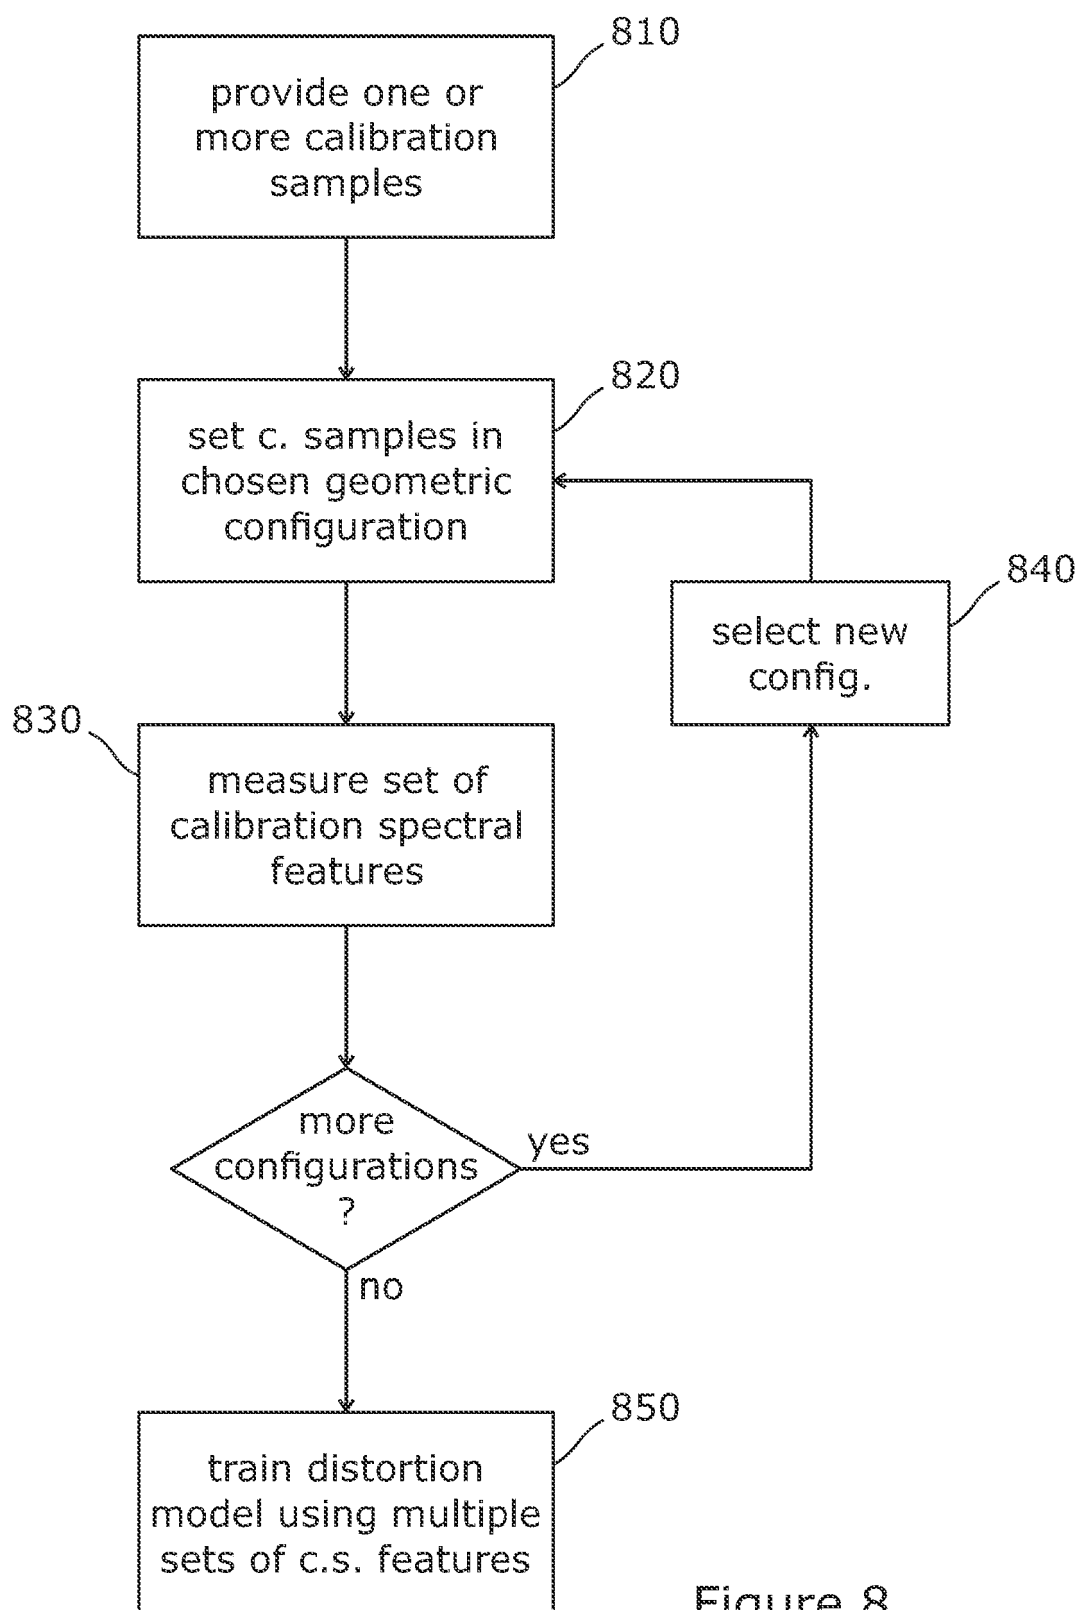 810
provide one or
more calibration
samples
820
set c. samples in
chosen geometric
configuration
840
select new
config.
830
measure set of
calibration spectral
features
more
configurations
?
yes
no
850
train distortion
model using multiple
sets of c.s. features
Figure 8